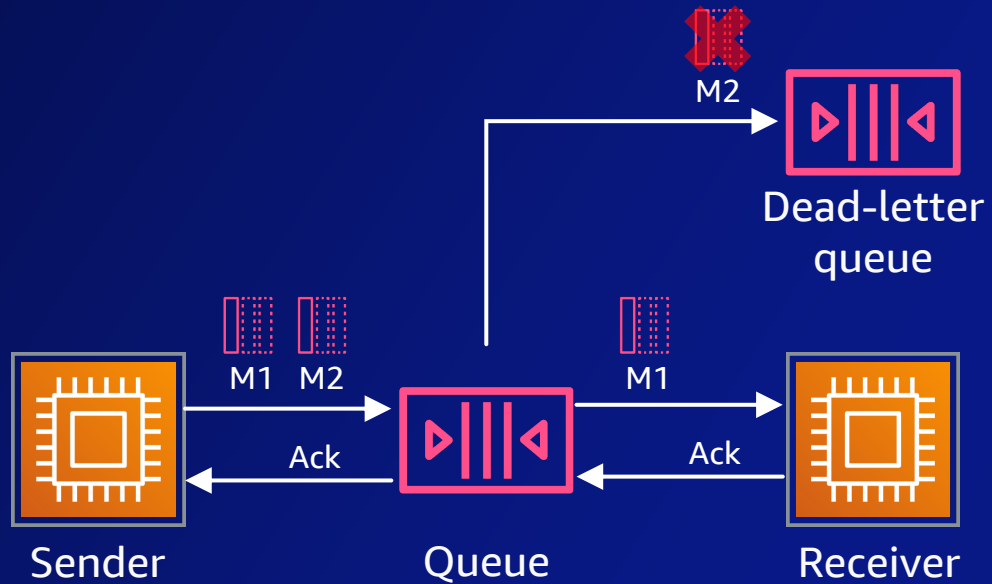 M2
Dead-letter
queue
M1 M2
M1
Ack
Ack
Sender
Queue
Receiver